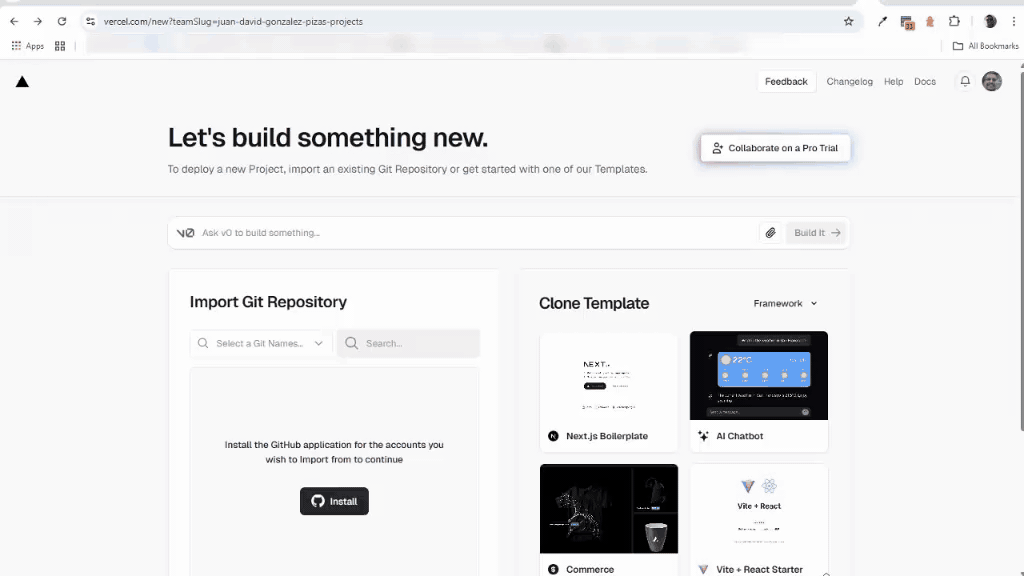 vercel.com/new?teamSlug=juan-david-gonzalez-pizas-projects
31
Apps
All Bookmarks
Feedback
Changelog
Help
Docs
Let's build something new.
To deploy a new Project, import an existing Git Repository or get started with one of our Templates.
Collaborate on a Pro Trial
v0
Ask v0 to build something...
Build It
Import Git Repository
Select a Git Names...
Search...
Install the GitHub application for the accounts you
wish to Import from to continue
Install
Clone Template
Framework
NEXT.js
N
Next.js Boilerplate
22°C
AI Chatbot
Commerce
Vite + React
Vite + React Starter